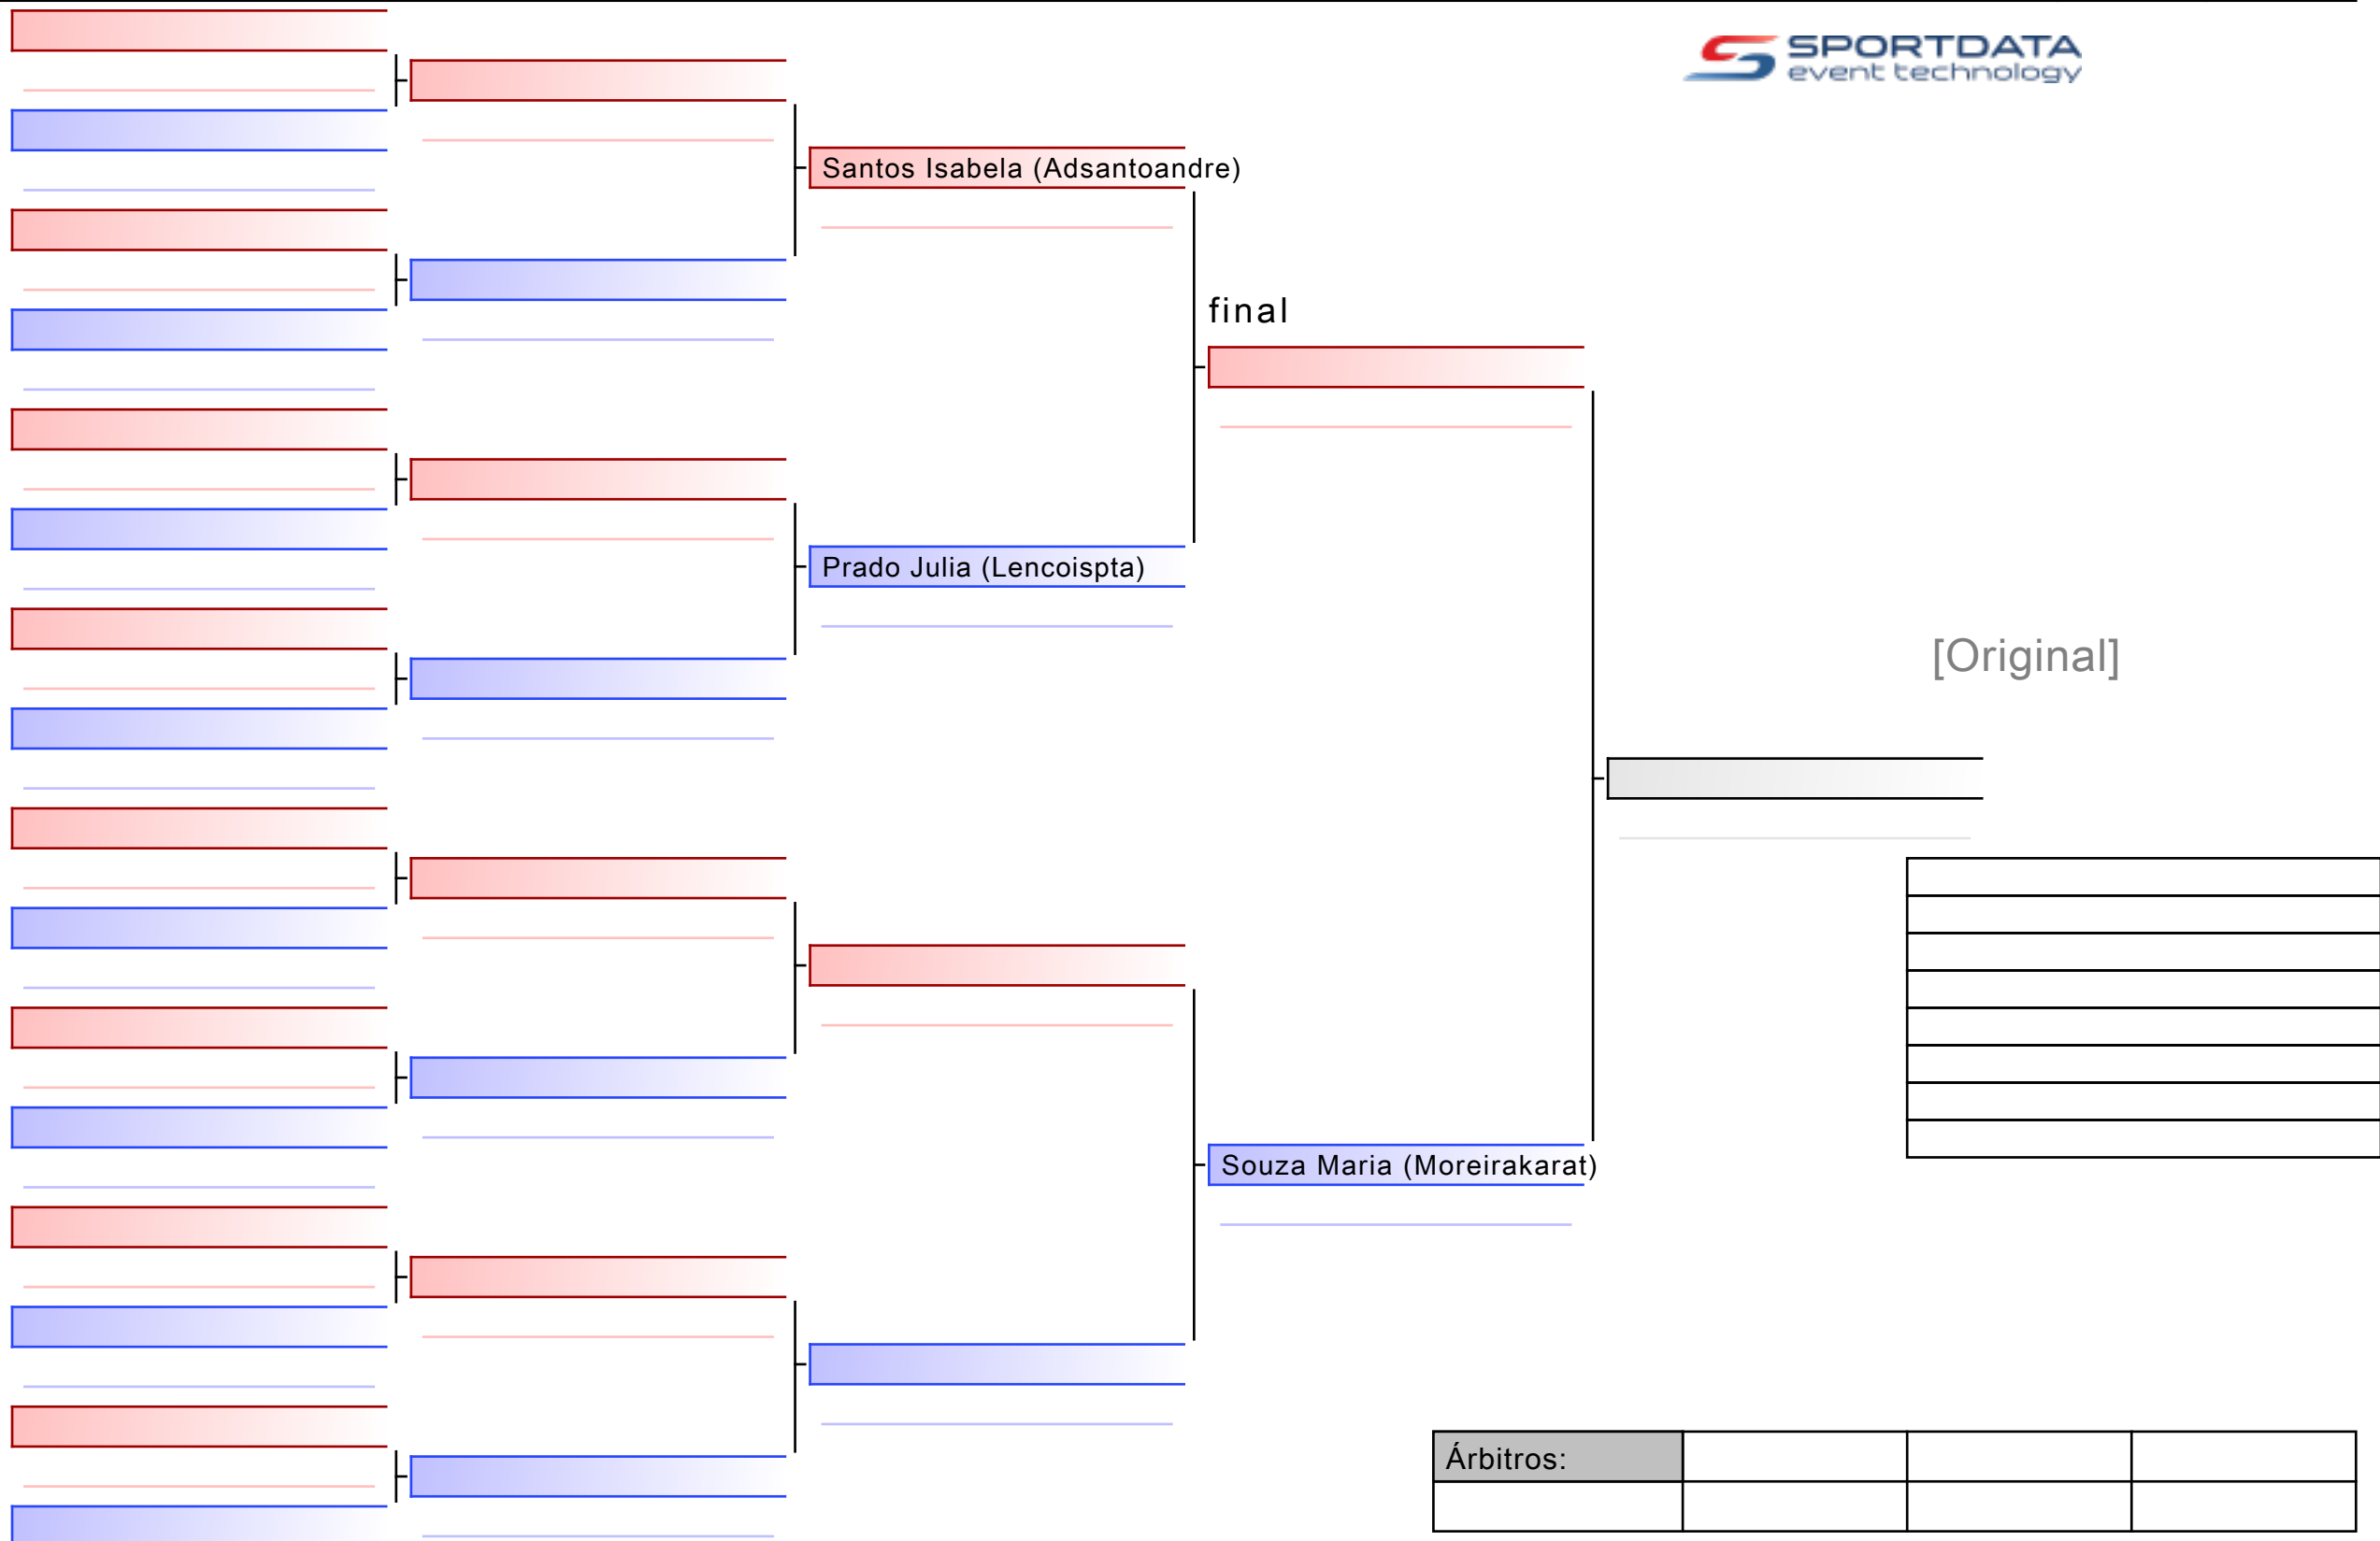 SPORTDATA
event technology
Santos Isabela (Adsantoandre)
final
Prado Julia (Lencoispta)
[Original]
Souza Maria (Moreirakarat)
Árbitros: